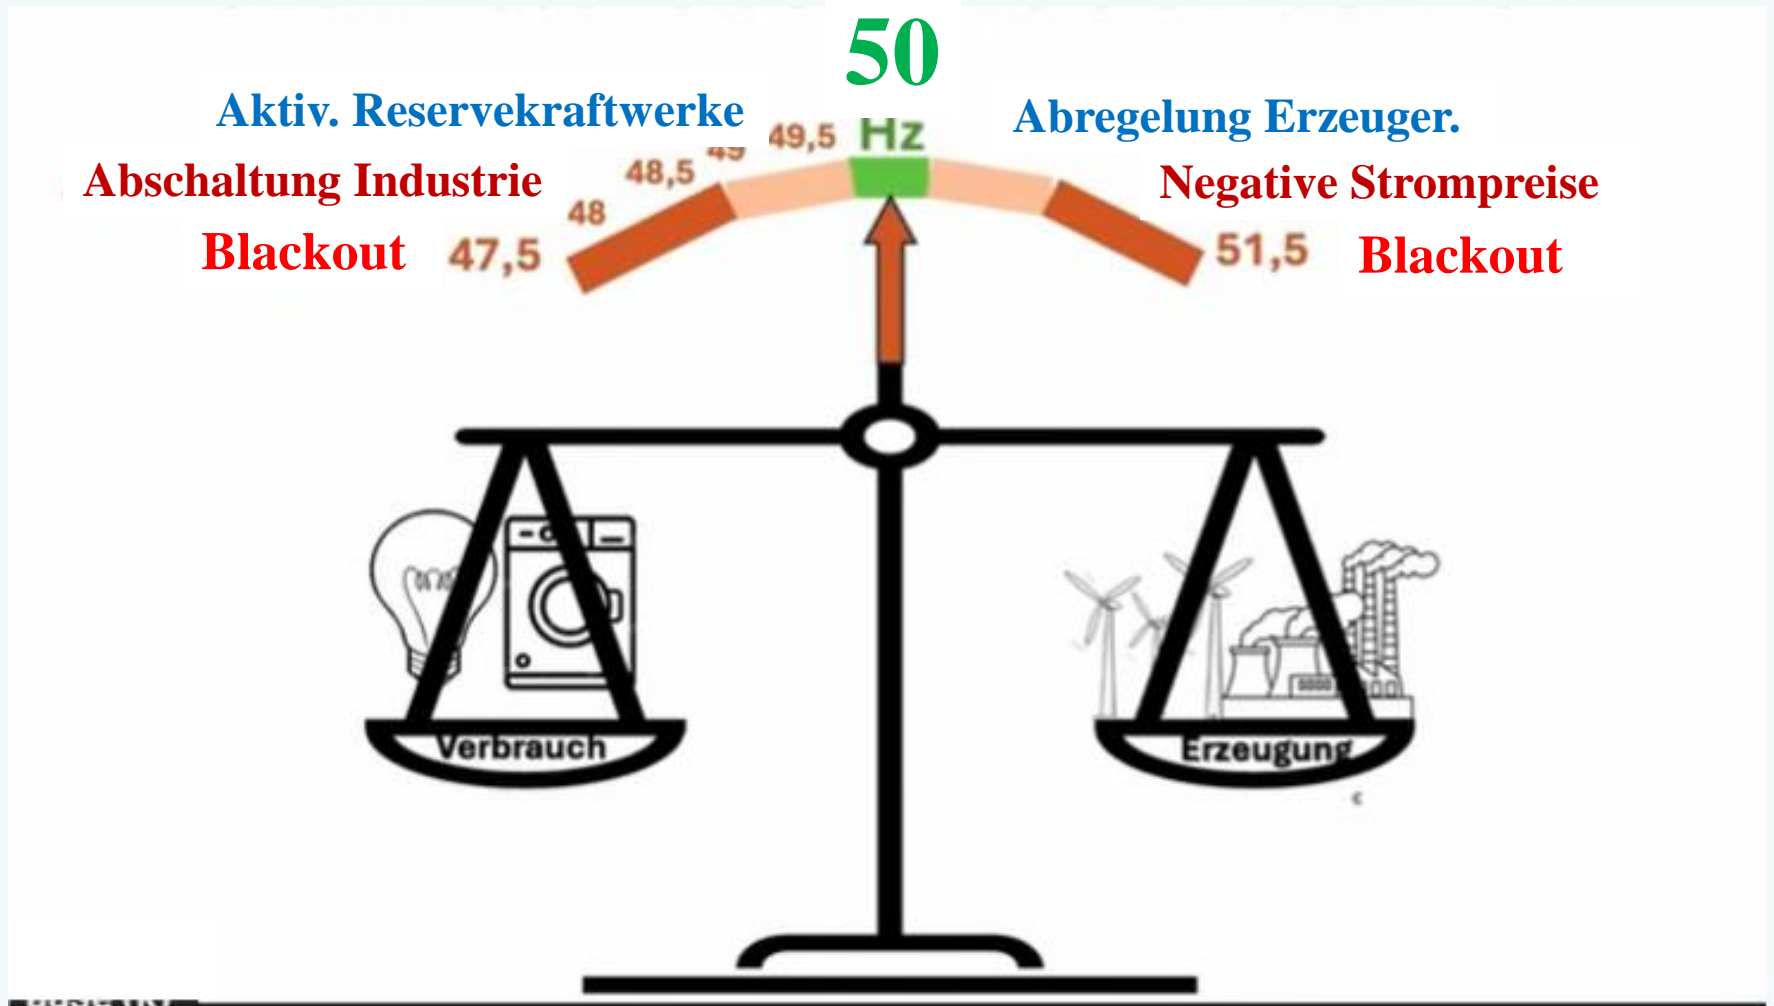 50
Hz
Aktiv. Reservekraftwerke
Abregelung Erzeuger.
49,5
49
48,5
Abschaltung Industrie
Negative Strompreise
48
Blackout
47,5
51,5
Blackout
Verbrauch
Erzeugung